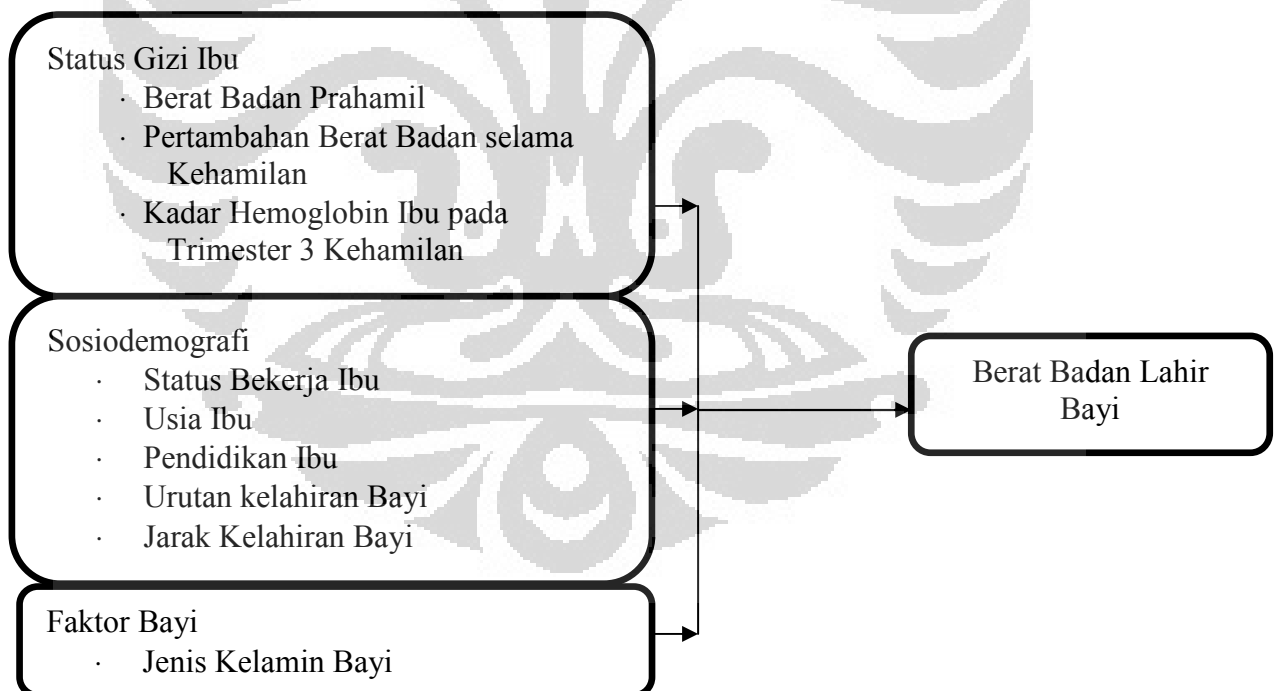 Status Gizi Ibu
· Berat Badan Prahamil
· Pertambahan Berat Badan selama
Kehamilan
· Kadar Hemoglobin Ibu pada
Trimester 3 Kehamilan
Sosiodemografi
· Status Bekerja Ibu
· Usia Ibu
· Pendidikan Ibu
· Urutan kelahiran Bayi
· Jarak Kelahiran Bayi
Faktor Bayi
· Jenis Kelamin Bayi
Berat Badan Lahir
Bayi